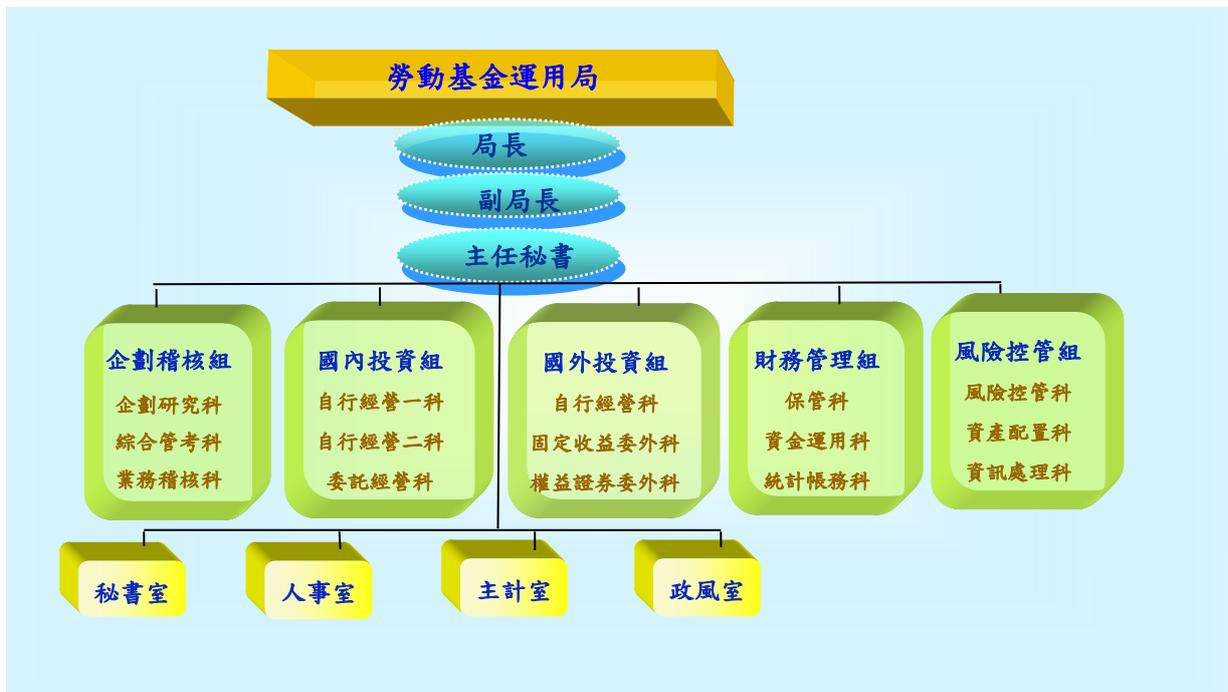 勞動基金運用局
局長
副局長
主任秘書
企劃稽核組
企劃研究科
綜合管考科
業務稽核科
國內投資組
自行經營一科
自行經營二科
委託經營科
國外投資組
自行經營科
固定收益委外科
權益證券委外科
財務管理組
保管科
資金運用科
統計帳務科
風險控管組
風險控管科
資產配置科
資訊處理科
秘書室
人事室
主計室
政風室